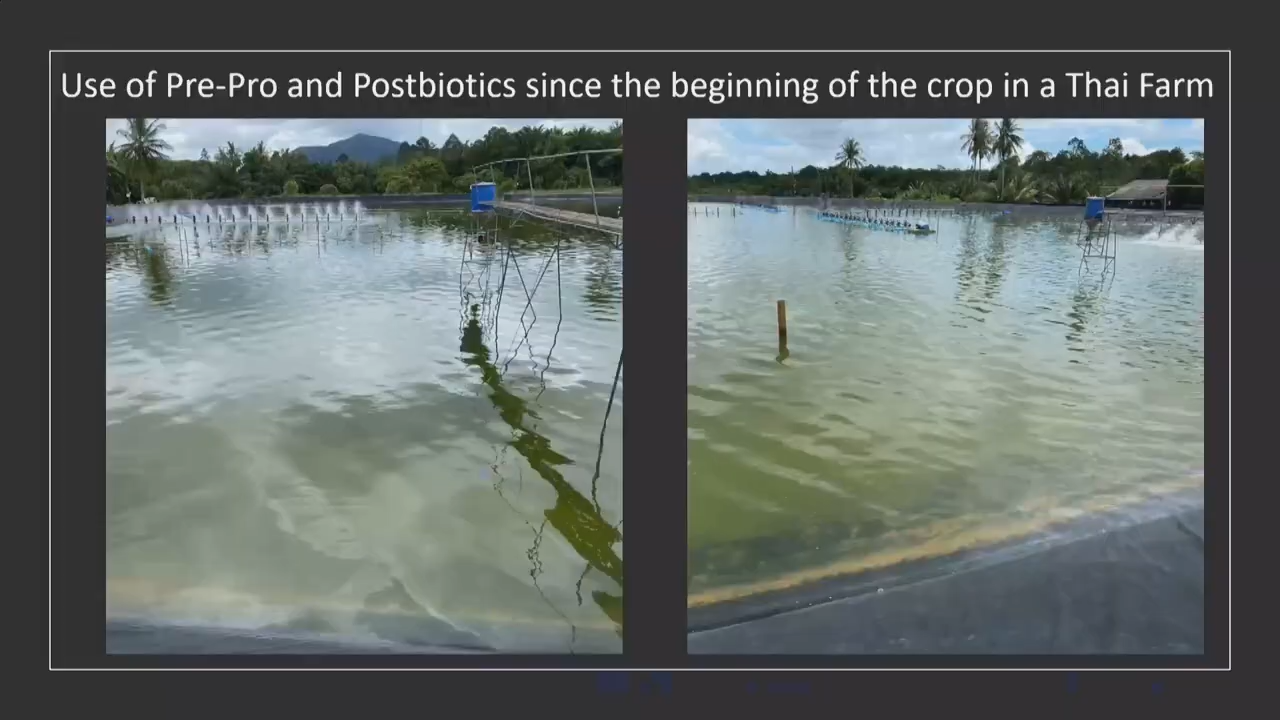 Use of Pre-Pro and Postbiotics since the beginning of the crop in a Thai Farm